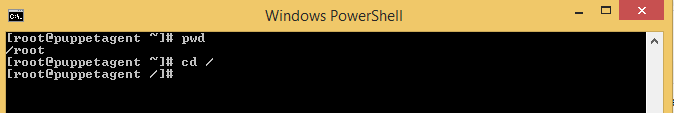 Windows PowerShell
[root@puppetagent ~]# pwd
/root
[root@puppetagent ~]# cd /
[root@puppetagent /]#